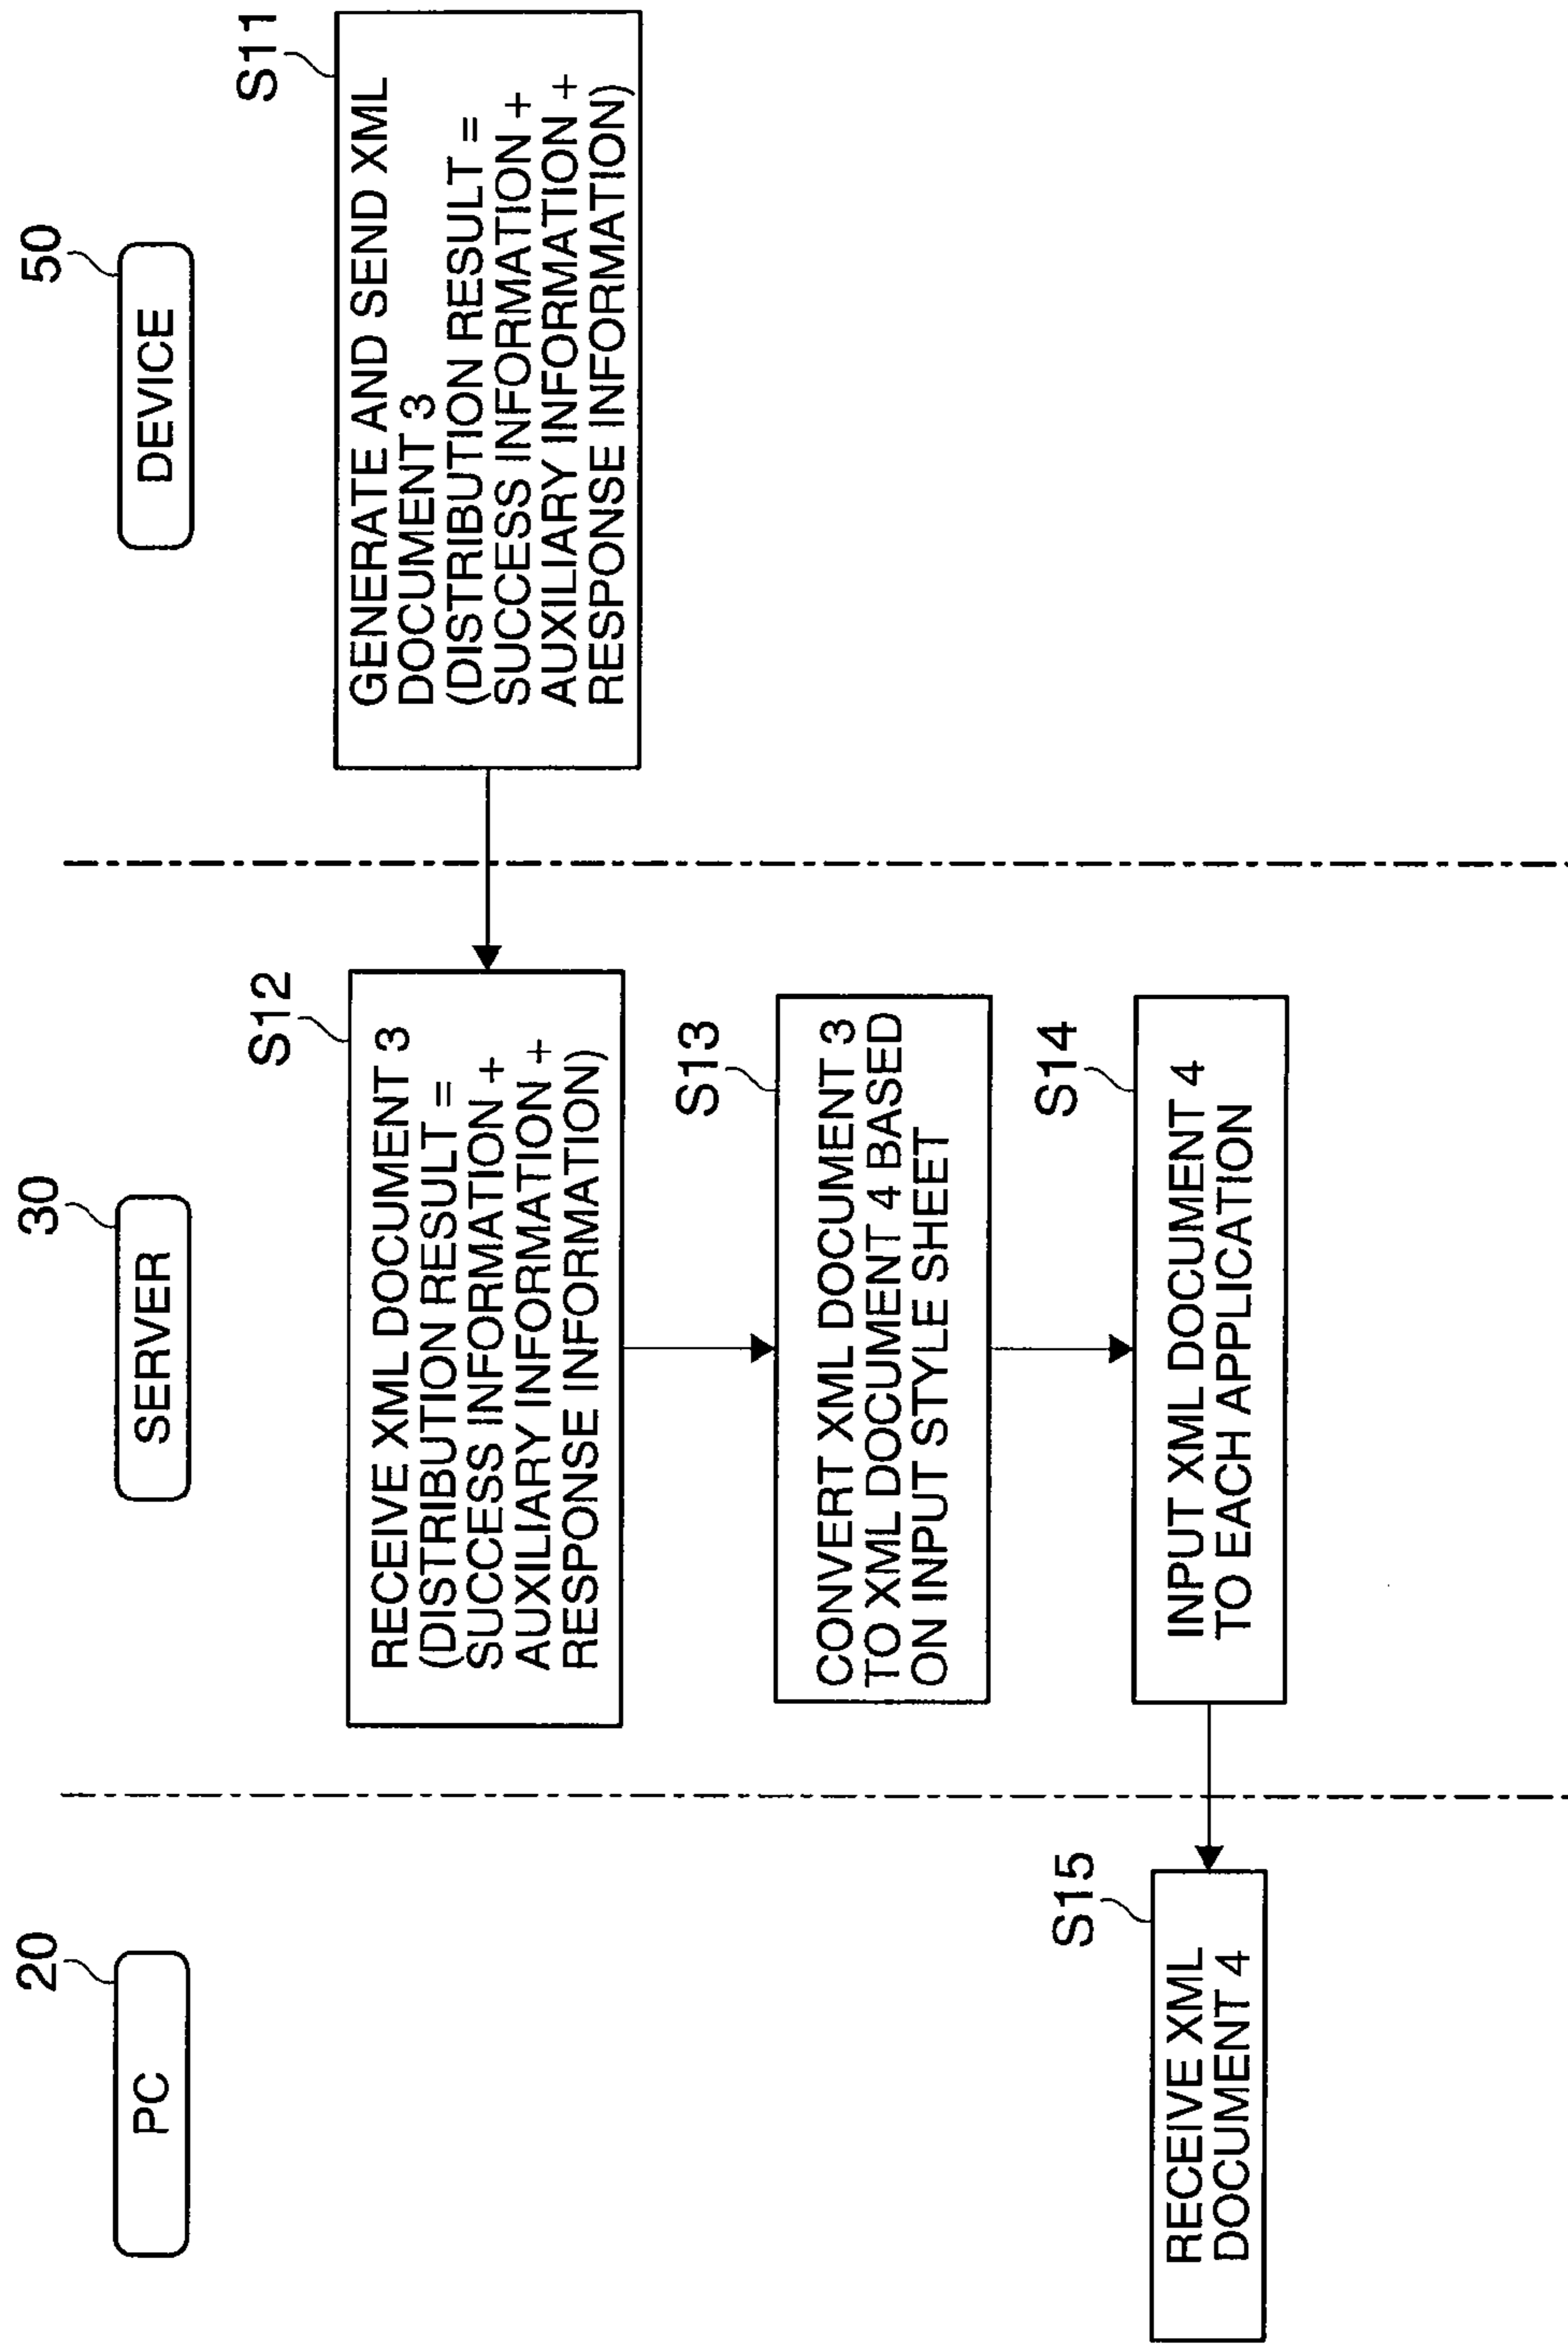 20
PC
30
SERVER
50
DEVICE
S11
GENERATE AND SEND XML
DOCUMENT 3
(DISTRIBUTION RESULT =
SUCCESS INFORMATION +
AUXILIARY INFORMATION +
RESPONSE INFORMATION)
S12
RECEIVE XML DOCUMENT 3
(DISTRIBUTION RESULT =
SUCCESS INFORMATION +
AUXILIARY INFORMATION +
RESPONSE INFORMATION)
S13
CONVERT XML DOCUMENT 3
TO XML DOCUMENT 4 BASED
ON INPUT STYLE SHEET
S14
INPUT XML DOCUMENT 4
TO EACH APPLICATION
S15
RECEIVE XML
DOCUMENT 4